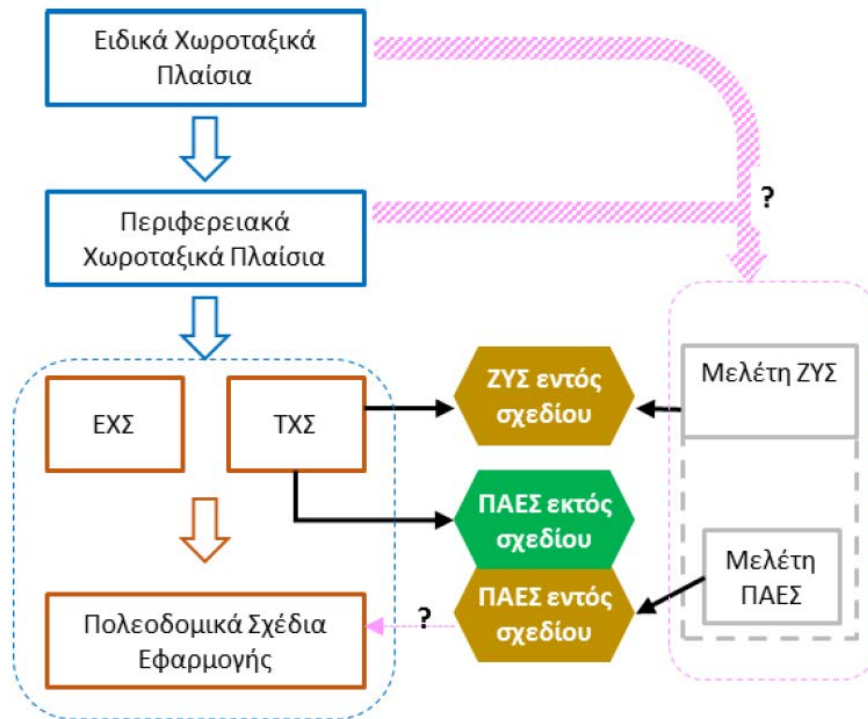 Ειδικά Χωροταξικά
Πλαίσια
?
Περιφερειακά
Χωροταξικά Πλαίσια
ΕΧΣ
ΤΧΣ
ΖΥΣ εντός
σχεδίου
Μελέτη ΖΥΣ
ΠΑΕΣ εκτός
σχεδίου
Μελέτη
ΠΑΕΣ
ΠΑΕΣ εντός
σχεδίου
?
Πολεοδομικά Σχέδια
Εφαρμογής